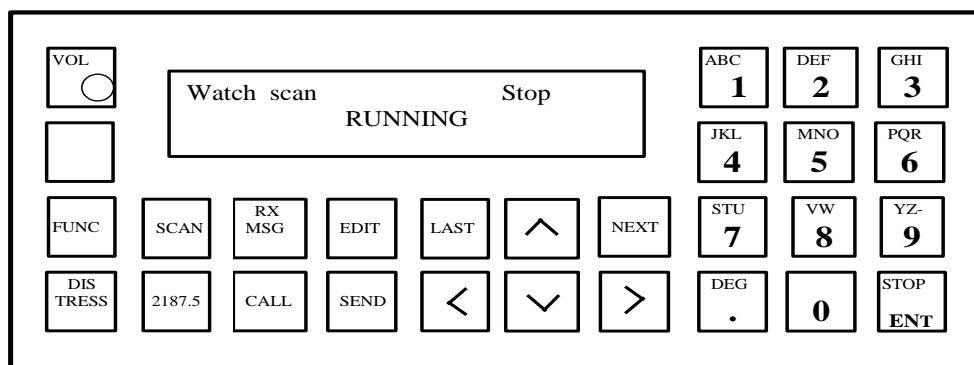 VOL
Watch scan Stop
RUNNING
ABC DEF GHI
1 2 3
JKL MNO PQR
4 5 6
FUNC SCAN RX MSG EDIT LAST NEXT
STU VW YZ-
7 8 9
DIS TRESS 2187.5 CALL SEND
DEG STOP
. 0 ENT